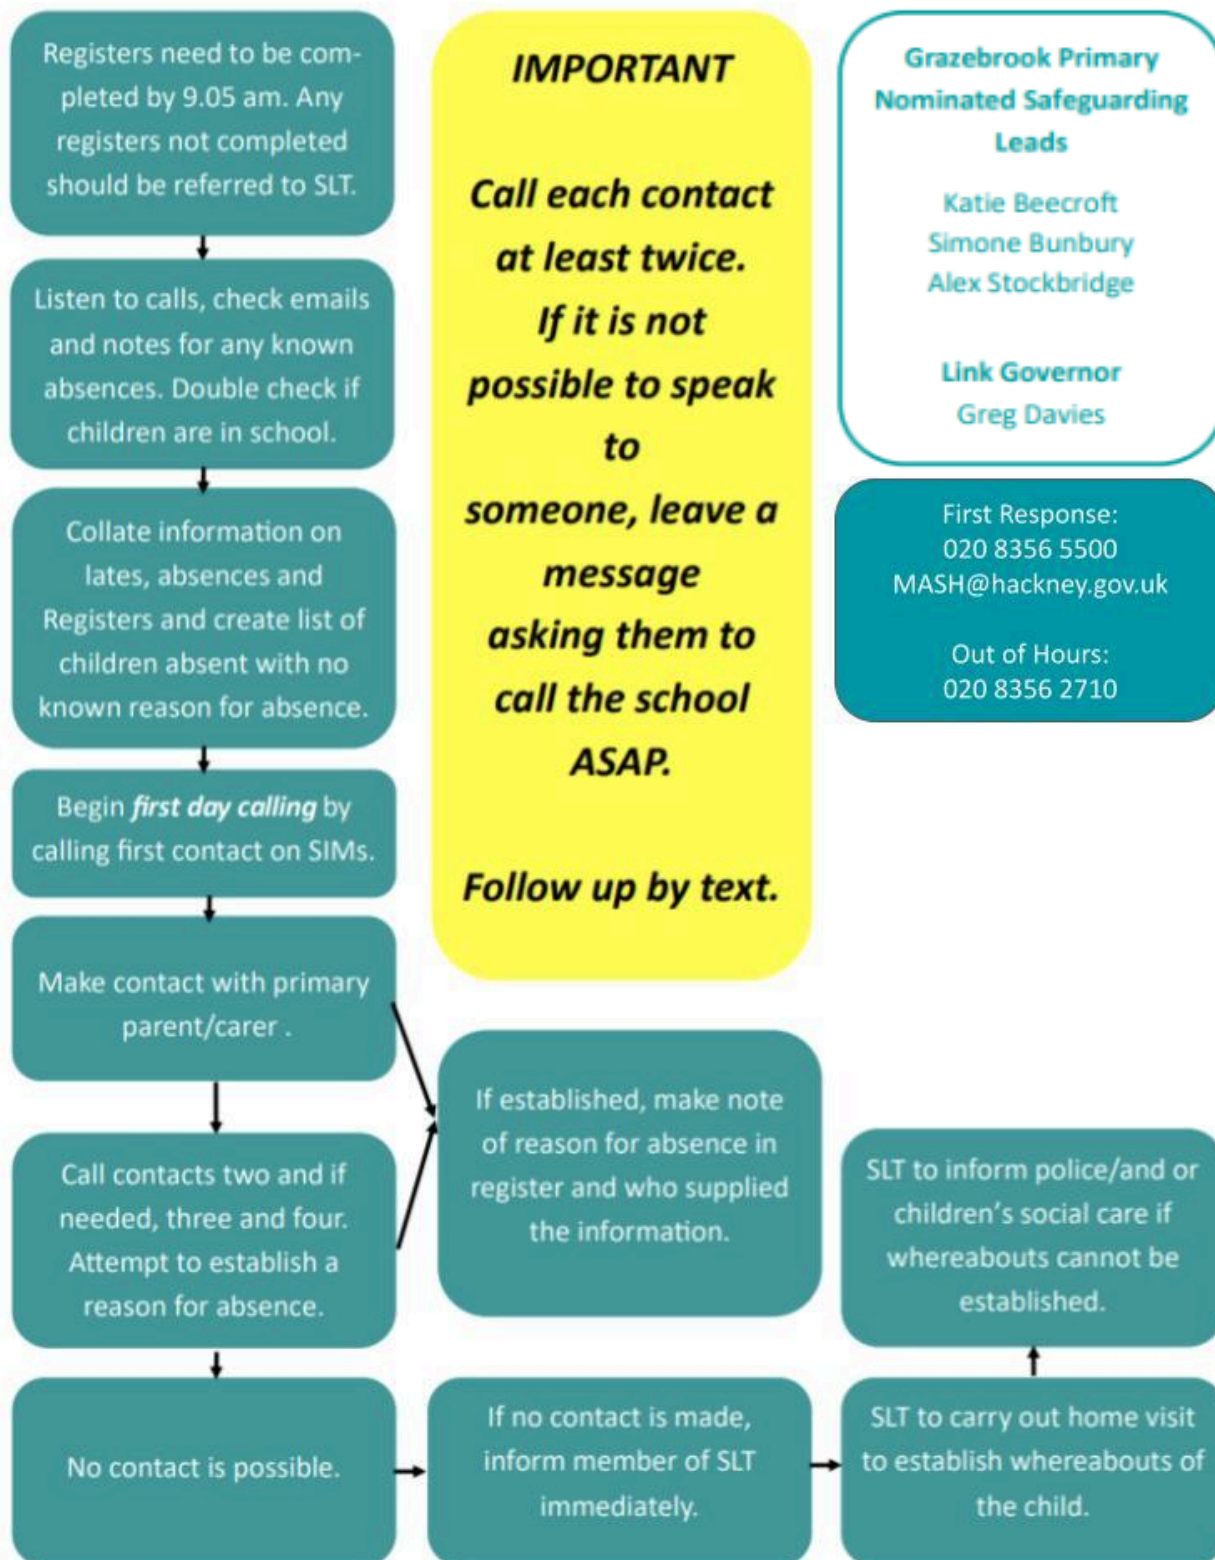 Registers need to be com-
pleted by 9.05 am. Any
registers not completed
should be referred to SLT.
Listen to calls, check emails
and notes for any known
absences. Double check if
children are in school.
Collate information on
lates, absences and
Registers and create list of
children absent with no
known reason for absence.
Begin first day calling by
calling first contact on SIMs.
Make contact with primary
parent/carer .
Call contacts two and if
needed, three and four.
Attempt to establish a
reason for absence.
No contact is possible.
IMPORTANT
Call each contact
at least twice.
If it is not
possible to speak
to
someone, leave a
message
asking them to
call the school
ASAP.
Follow up by text.
If established, make note
of reason for absence in
register and who supplied
the information.
If no contact is made,
inform member of SLT
immediately.
Grazebrook Primary
Nominated Safeguarding
Leads
Katie Beecroft
Simone Bunbury
Alex Stockbridge
Link Governor
Greg Davies
First Response:
020 8356 5500
MASH@hackney.gov.uk
Out of Hours:
020 8356 2710
SLT to inform police/and or
children's social care if
whereabouts cannot be
established.
SLT to carry out home visit
to establish whereabouts of
the child.